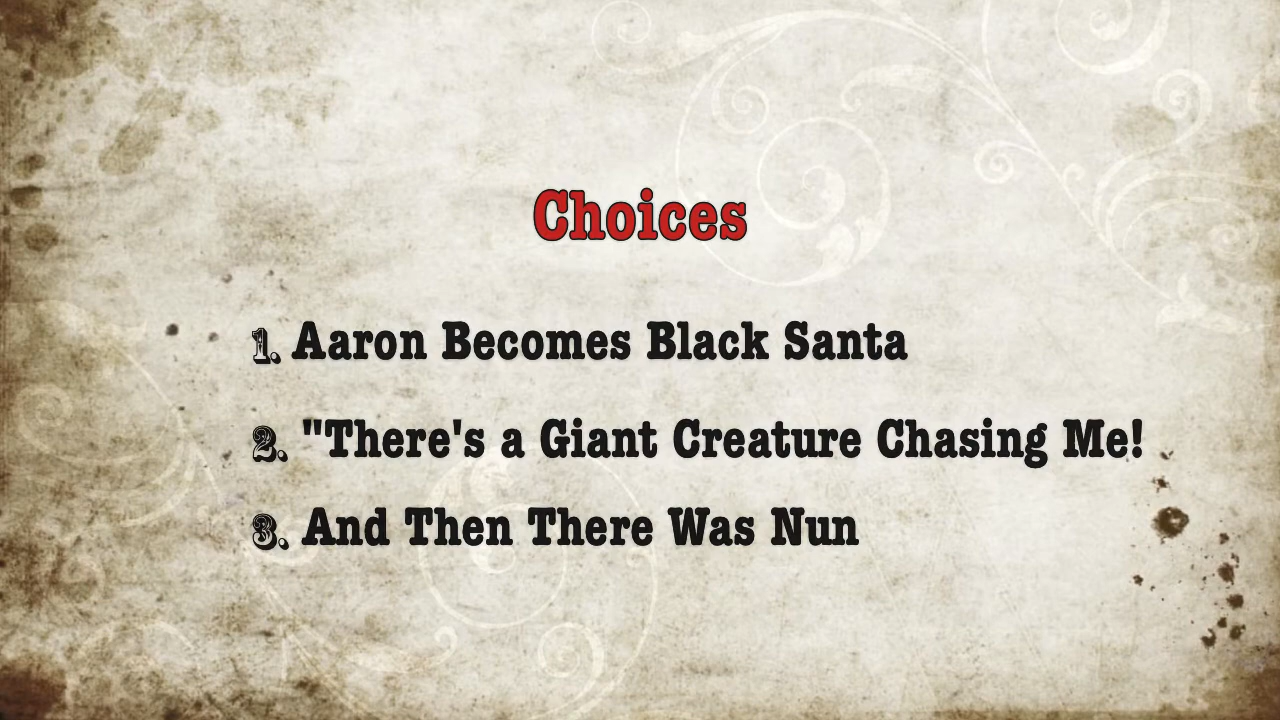 Choices
1. Aaron Becomes Black Santa
2. "There's a Giant Creature Chasing Me!
3. And Then There Was Nun